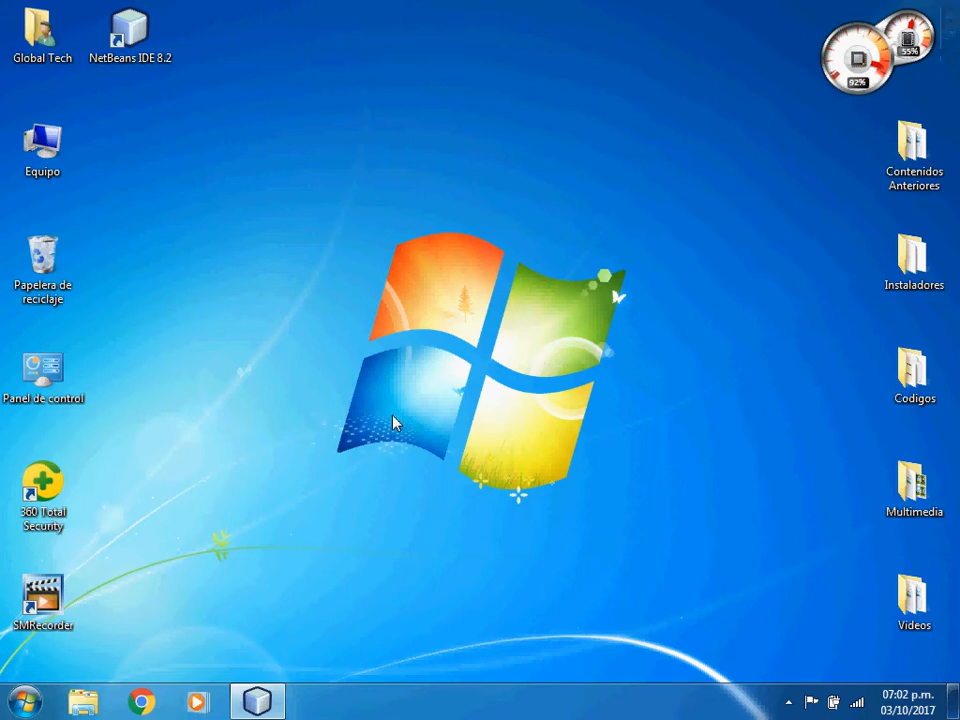 Global Tech
NetBeans IDE 8.2
92%
55%
Equipo
Contenidos
Anteriores
Papelera de
reciclaje
Instaladores
Panel de control
Codigos
360 Total
Security
Multimedia
SMRecorder
Videos
07:02 p.m.
03/10/2017